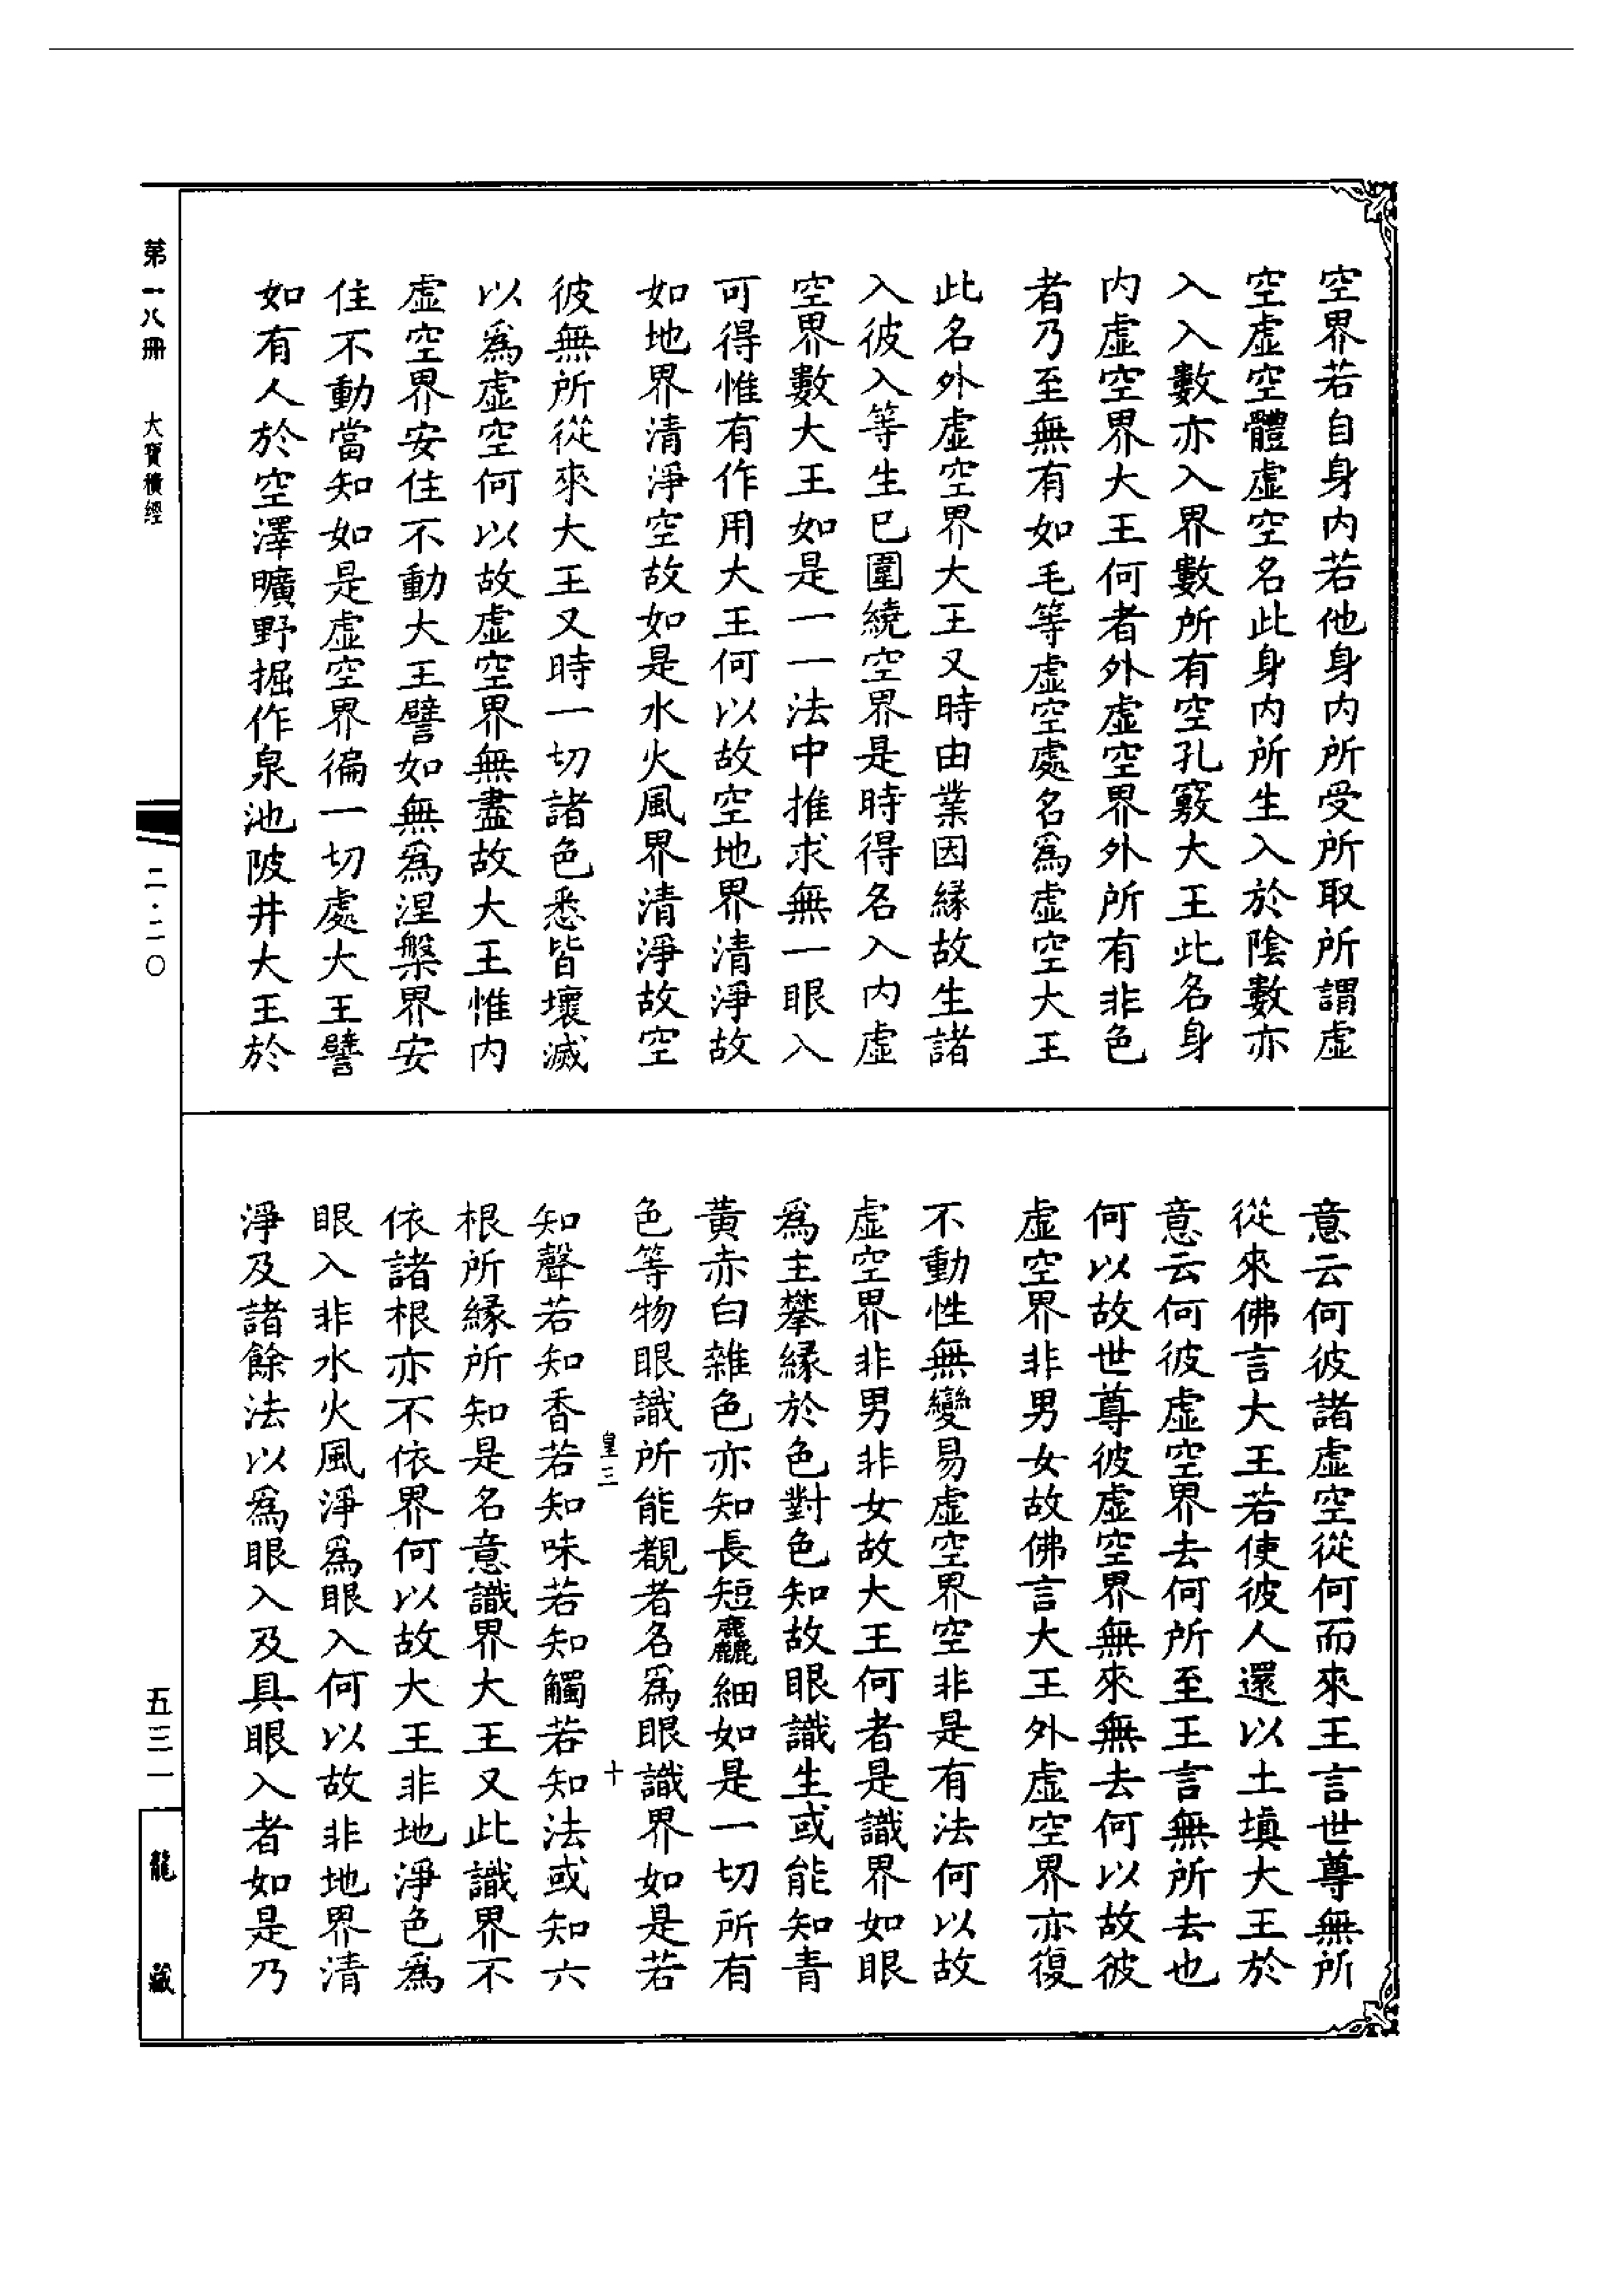 空界若自身内若他身内所受所取所謂虛
空虛空體虛空名此身内所生入於陰數亦
入入數亦入界數所有空孔竅大王此名身
内虛空界大王何者外虛空界外所有非色
者乃至無有如毛等虛空處名爲虛空大王
此名外虛空界大王又時由業因緣故生諸
入彼入等生已圍繞空界是時得名入内虛
空界數大王如是一一法中推求無一眼入
可得惟有作用大王何以故空地界清淨故
如地界清淨空故如是水火風界清淨故空
彼無所從來大王又時一切諸色悉皆壞滅
以爲虛空何以故虛空界無盡故大王惟内
虛空界安住不動大王譬如無爲涅槃界安
住不動當知如是虛空界徧一切處大王譬
如有人於空澤曠野掘作泉池陂井大王於
意云何彼諸虛空從何而來王言世尊無所
從來佛言大王若使彼人還以土填大王於
意云何彼虛空界去何所至王言無所去也
何以故世尊彼虛空界無來無去何以故彼
虛空界非男女故佛言大王外虛空界亦復
不動性無變易虛空界空非是有法何以故
虛空界非男非女故大王何者是識界如眼
爲主攀緣於色對色知故眼識生或能知青
黃赤白雜色亦知長短麤細如是一切所有
色等物眼識所能覩者名爲眼識界如是若
皇三　十
知聲若知香若知味若知觸若知法或知六
根所緣所知是名意識界大王又此識界不
依諸根亦不依界何以故大王非地淨色爲
眼入非水火風淨爲眼入何以故非地界清
淨及諸餘法以爲眼入及具眼入者如是乃
第一八冊　大寶積經　二·二〇　五三一　龍藏